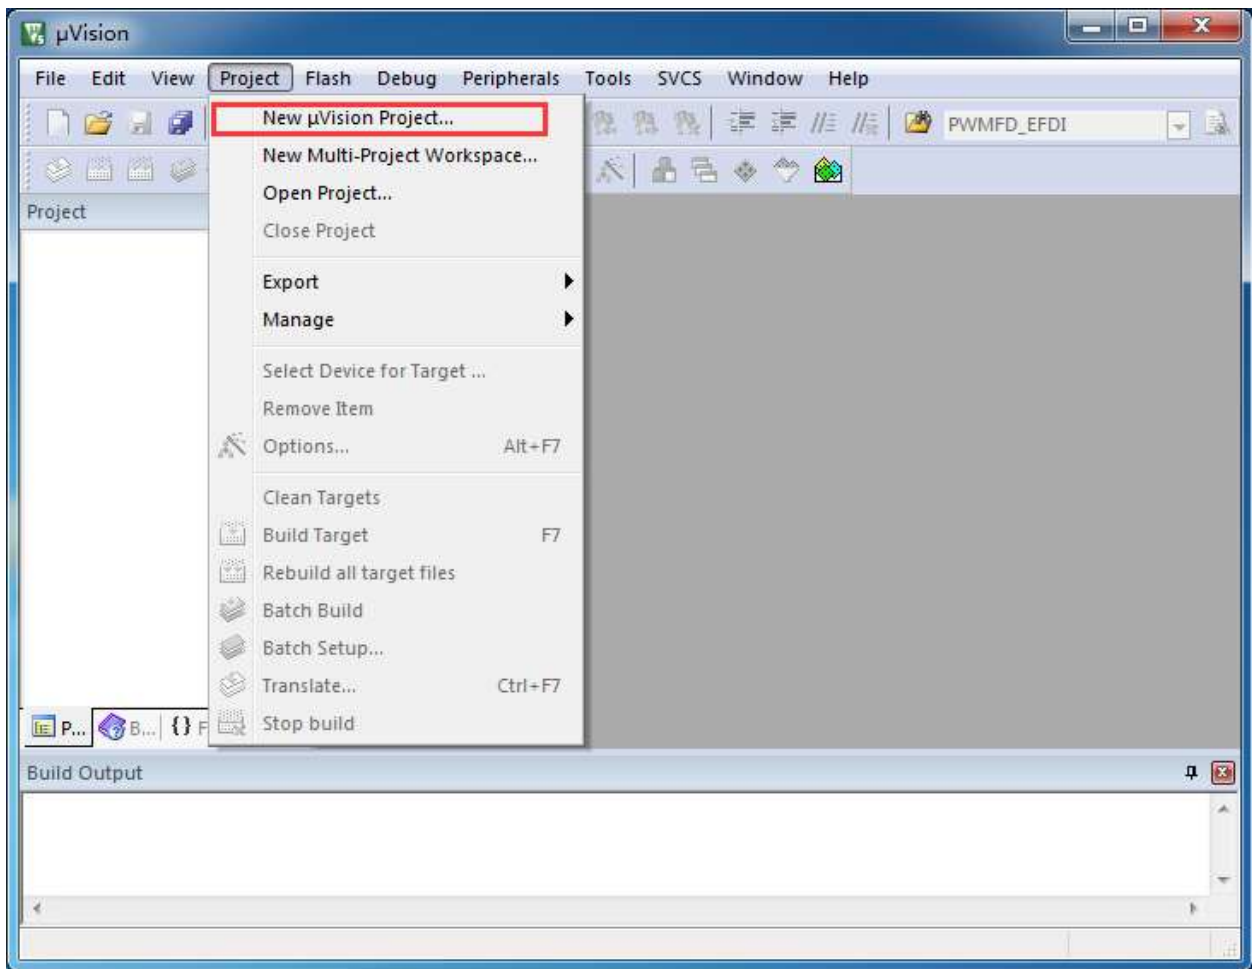 µVision
File Edit View Project Flash Debug Peripherals Tools SVCS Window Help
New µVision Project...
PWMFD_EFDI
New Multi-Project Workspace...
Project
Open Project...
Close Project
Export
Manage
Select Device for Target ...
Remove Item
Options... Alt+F7
Clean Targets
Build Target F7
Rebuild all target files
Batch Build
Batch Setup...
Translate... Ctrl+F7
P... B... {} F
Stop build
Build Output